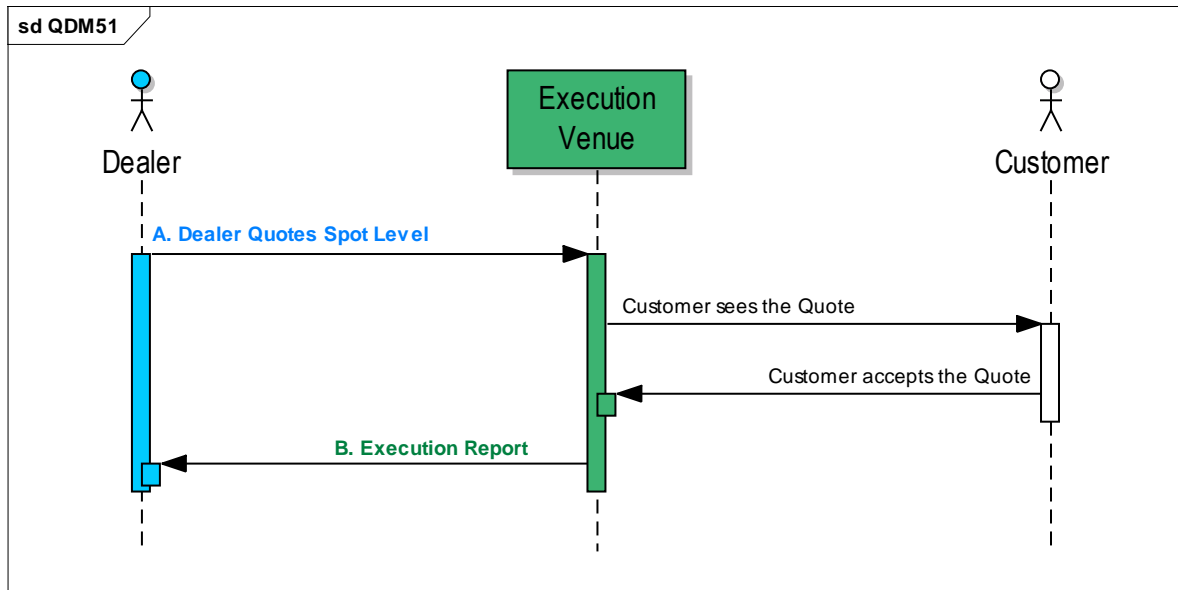 sd QDM51
Dealer
Execution
Venue
Customer
A. Dealer Quotes Spot Level
Customer sees the Quote
Customer accepts the Quote
B. Execution Report